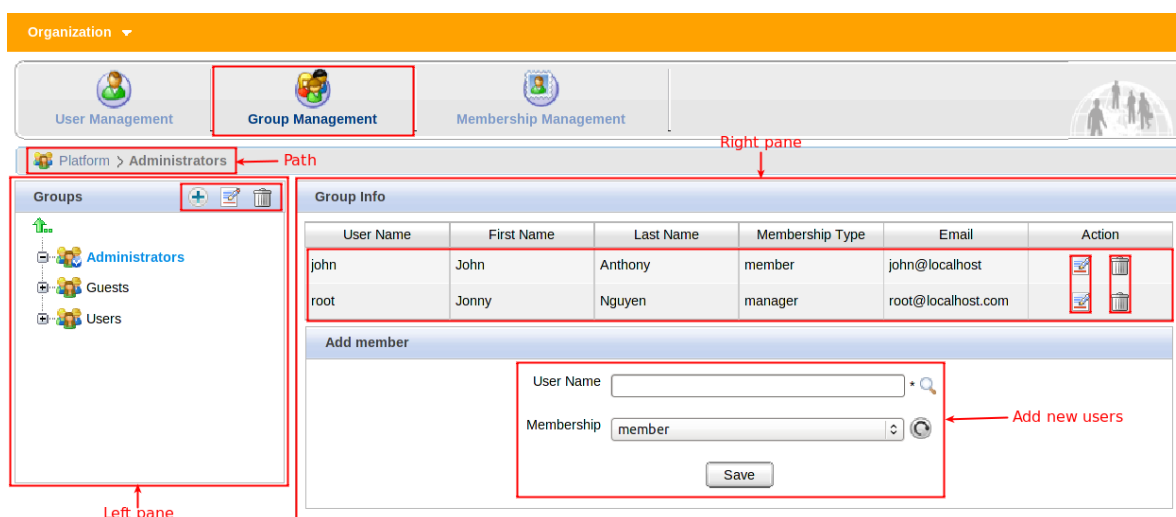 Organization
User Management Group Management Membership Management
Right pane
Platform > Administrators Path
Groups
Administrators
Guests
Users
Left pane
Group Info
User Name First Name Last Name Membership Type Email Action
john John Anthony member john@localhost
root Jonny Nguyen manager root@localhost.com
Add member
User Name *
Membership member
Add new users
Save